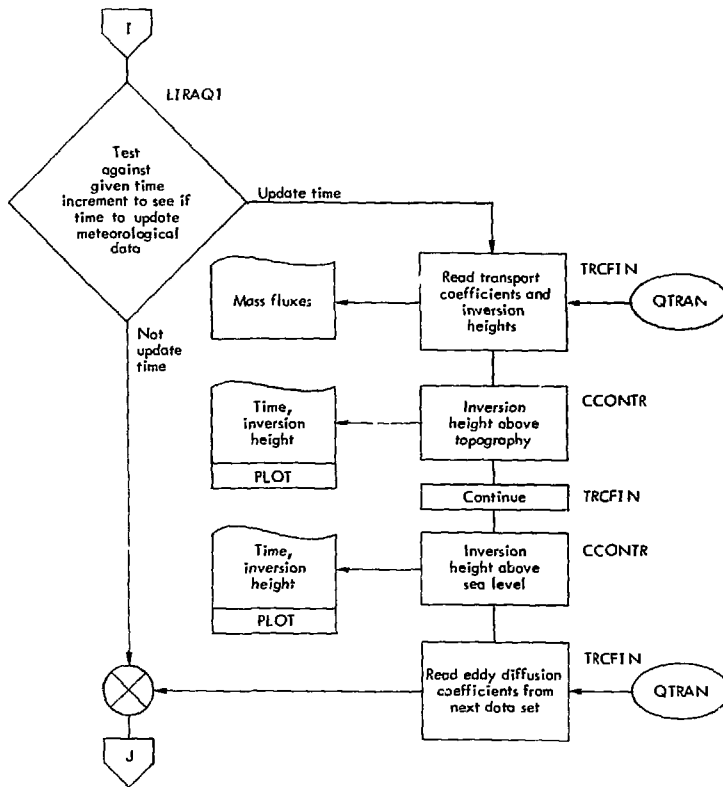 I
LIRAQ1
Test
against
given time
increment to see if
time to update
meteorological
data
Update time
Not
update
time
TRCFIN
Read transport
coefficients and
inversion
heights
QTRAN
Mass fluxes
CCONTR
Inversion
height above
topography
Time,
inversion
height
PLOT
Continue
TRCFIN
CCONTR
Inversion
height above
sea level
Time,
inversion
height
PLOT
TRCFIN
Read eddy diffusion
coefficients from
next data set
QTRAN
J